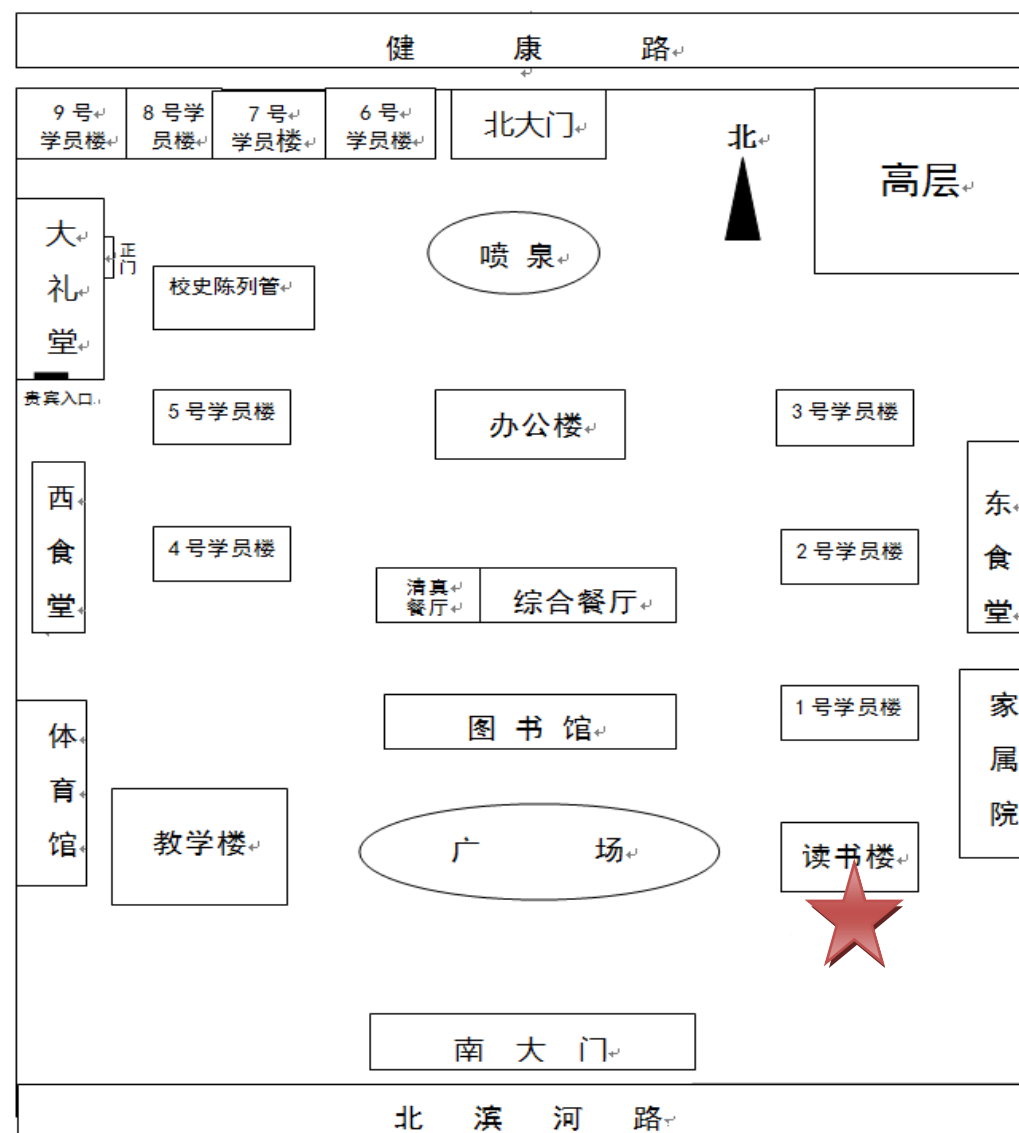 健 康 路
9 号
学员楼
8 号学
员楼
7 号
学员楼
6 号
学员楼
北大门
北
高层
大
礼
堂
正
门
喷 泉
校史陈列管
贵宾入口
5 号学员楼
办公楼
3 号学员楼
西
食
堂
4 号学员楼
清真
餐厅
综合餐厅
2 号学员楼
东
食
堂
体
育
馆
图 书 馆
1 号学员楼
家
属
院
教学楼
广 场
读书楼
南 大 门
北 滨 河 路